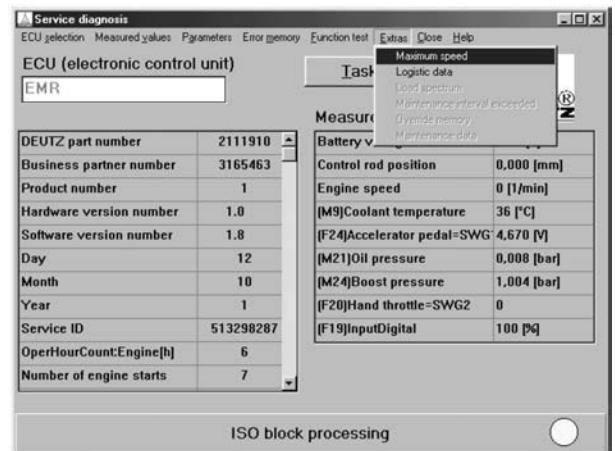 Service diagnosis
ECU selection Measured values Parameters Error memory Function test Extras Close Help
Maximum speed
Logistic data
Load spectrum
Maintenance interval exceeded
Override memory
Maintenance data
ECU (electronic control unit)
EMR
Task
Measure
®
DEUTZ part number 2111910
Business partner number 3165463
Product number 1
Hardware version number 1.0
Software version number 1.8
Day 12
Month 10
Year 1
Service ID 513298287
OperHourCount:Engine[h] 6
Number of engine starts 7
Battery v
Control rod position 0,000 [mm]
Engine speed 0 [1/min]
(M9)Coolant temperature 36 [°C]
(F24)Accelerator pedal=SWG 4,670 [V]
(M21)Oil pressure 0,008 [bar]
(M24)Boost pressure 1,004 [bar]
(F20)Hand throttle=SWG2 0
(F19)InputDigital 100 [%]
ISO block processing